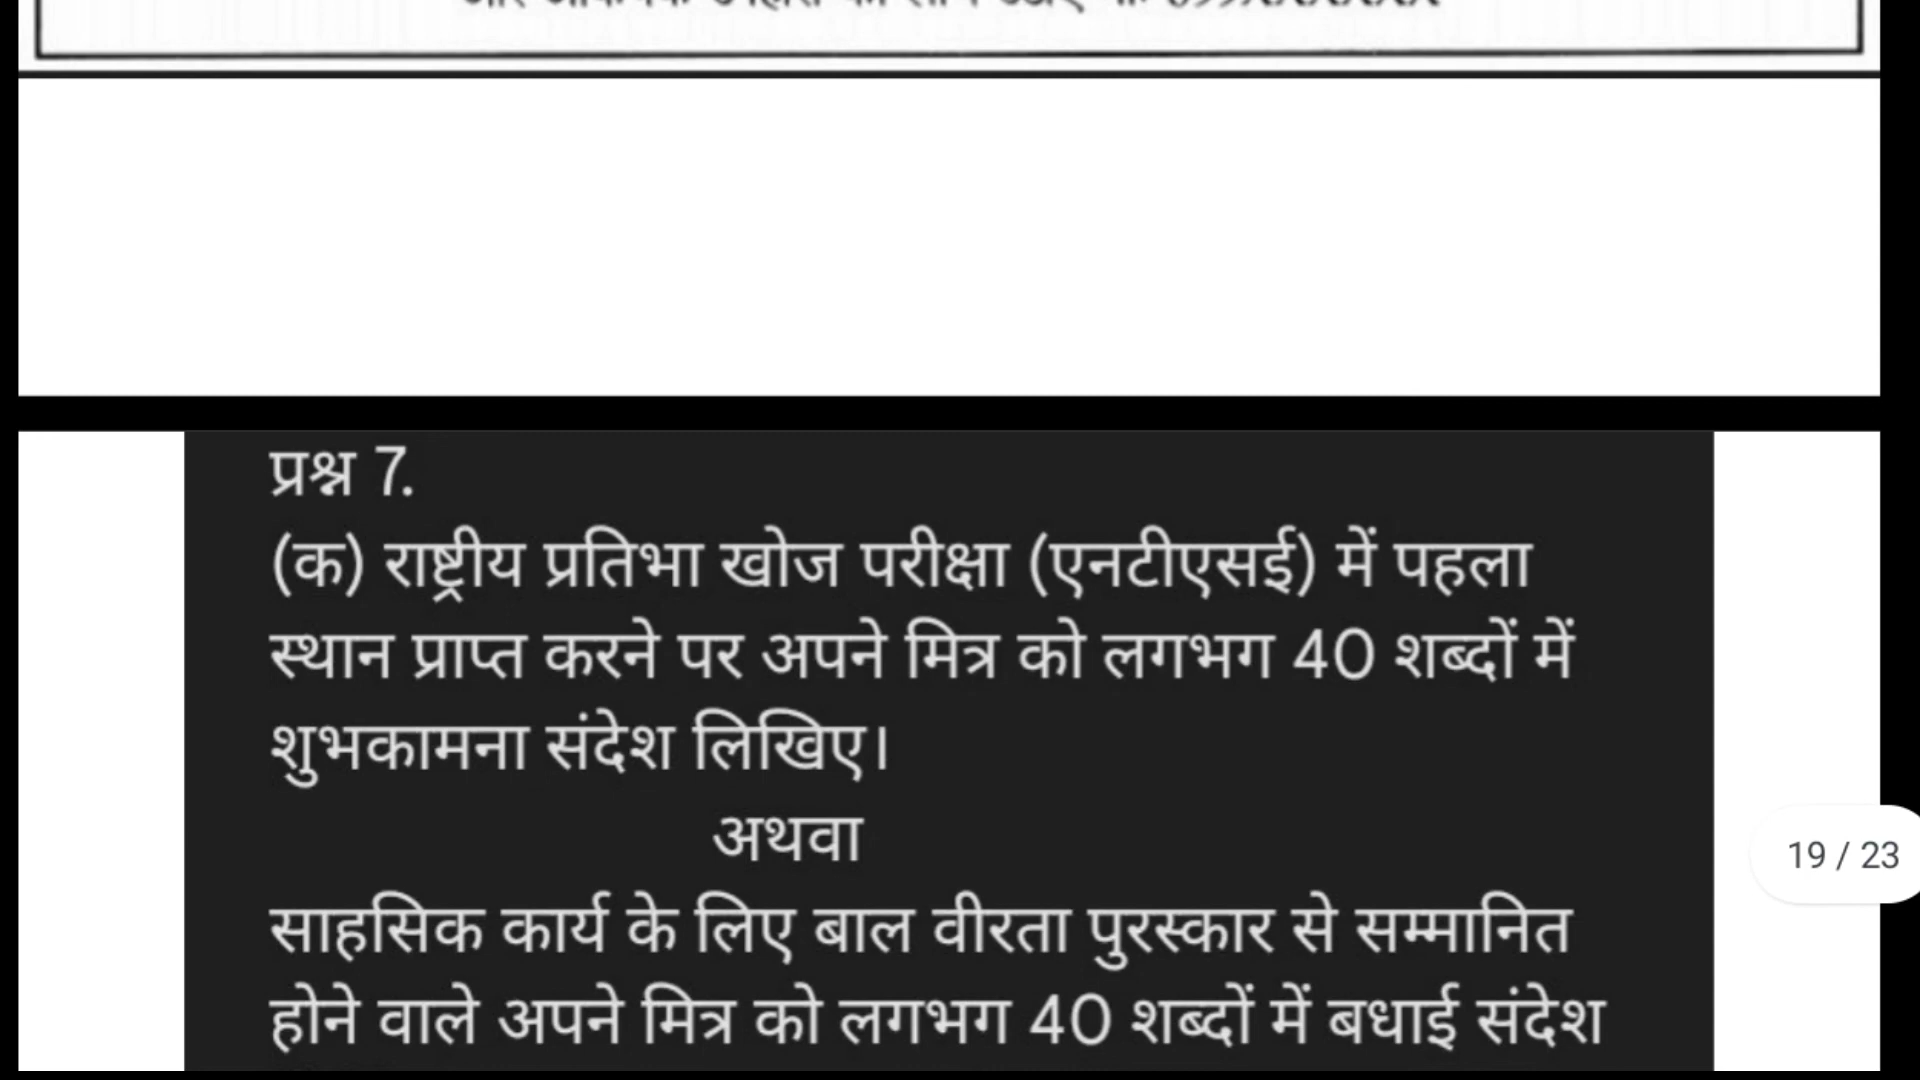 प्रश्न 7.
(क) राष्ट्रीय प्रतिभा खोज परीक्षा (एनटीएसई) में पहला
स्थान प्राप्त करने पर अपने मित्र को लगभग 40 शब्दों में
शुभकामना संदेश लिखिए।
अथवा
19 / 23
साहसिक कार्य के लिए बाल वीरता पुरस्कार से सम्मानित
होने वाले अपने मित्र को लगभग 40 शब्दों में बधाई संदेश